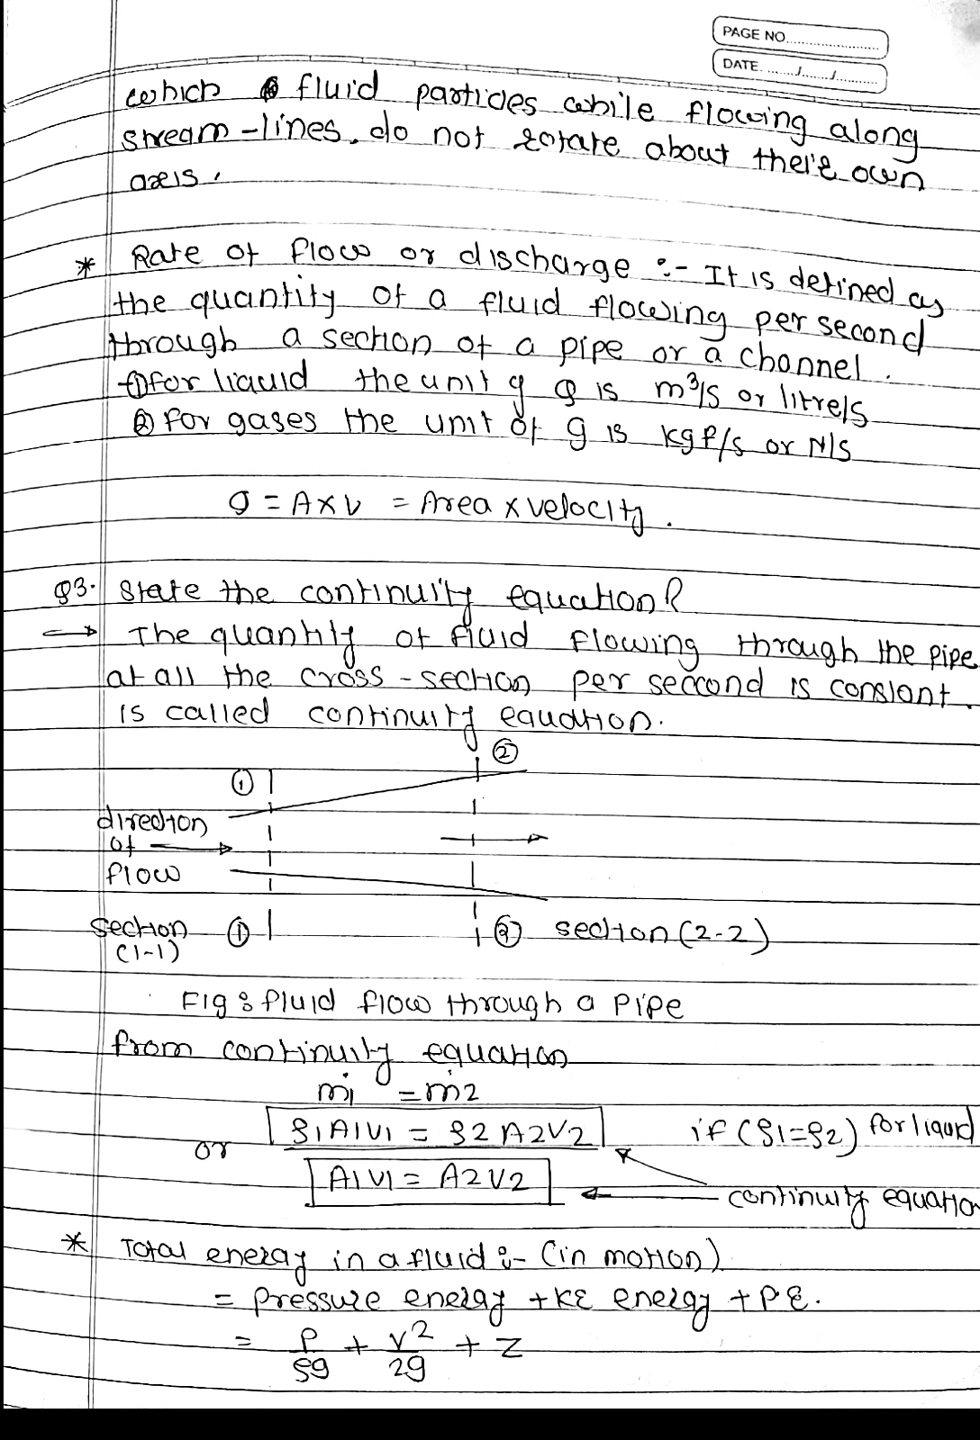 PAGE NO.
DATE / /
which fluid particles while flowing along
stream-lines, do not rotate about their own
axis.
* Rate of flow or discharge :- It is defined as
the quantity of a fluid flowing per second
through a section of a pipe or a channel.
① for liquid the unit of Q is m³/s or litre/s
② for gases the unit of Q is kgf/s or N/s
Q = A x V = Area x velocity.
Q3. State the continuity equation?
→ The quantity of fluid flowing through the pipe
at all the cross-section per seccond is constant.
is called continuity equation.
① ②
direction
of
flow
section ① ② section (2-2)
(1-1)
Fig : fluid flow through a pipe
from continuity equation
ṁ1 = ṁ2
ρ1A1V1 = ρ2A2V2 if (ρ1=ρ2) for liquid
or
A1V1 = A2V2
continuity equatio
* Total energy in a fluid :- (in motion)
= pressure energy + KE energy + P.E.
= P/ρg + V²/2g + Z